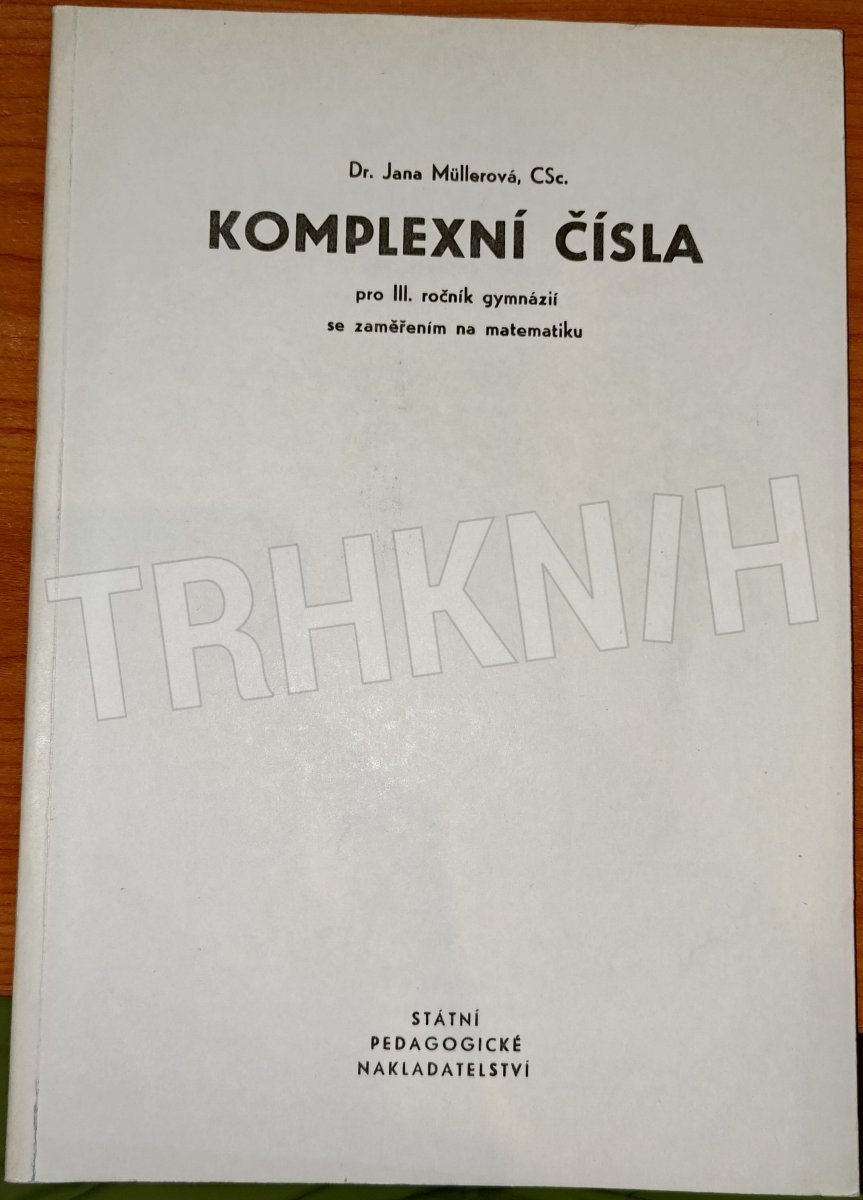 Dr. Jana Müllerová, CSc.
KOMPLEXNÍ ČÍSLA
pro III. ročník gymnázií
se zaměřením na matematiku
TRHKNIH
STÁTNÍ
PEDAGOGICKÉ
NAKLADATELSTVÍ